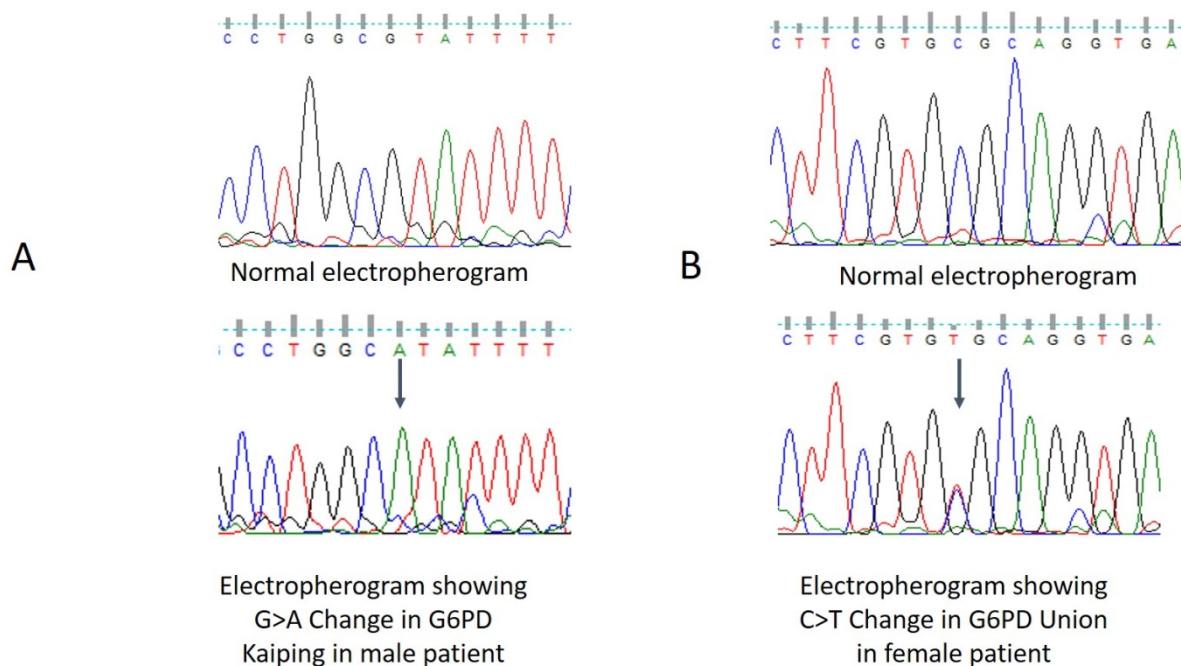 C C T G G C G T A T T T T
C T T C G T G C G C A G G T G A
A
Normal electropherogram
B
Normal electropherogram
C C T G G C A T A T T T T
C T T C G T G T G C A G G T G A
Electropherogram showing
G>A Change in G6PD
Kaiping in male patient
Electropherogram showing
C>T Change in G6PD Union
in female patient